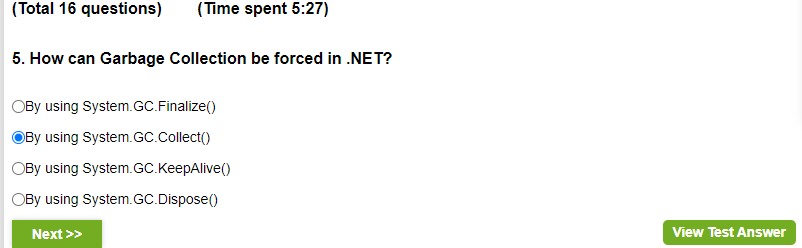 (Total 16 questions) (Time spent 5:27)
5. How can Garbage Collection be forced in .NET?
By using System.GC.Finalize()
By using System.GC.Collect()
By using System.GC.KeepAlive()
By using System.GC.Dispose()
Next >> View Test Answer